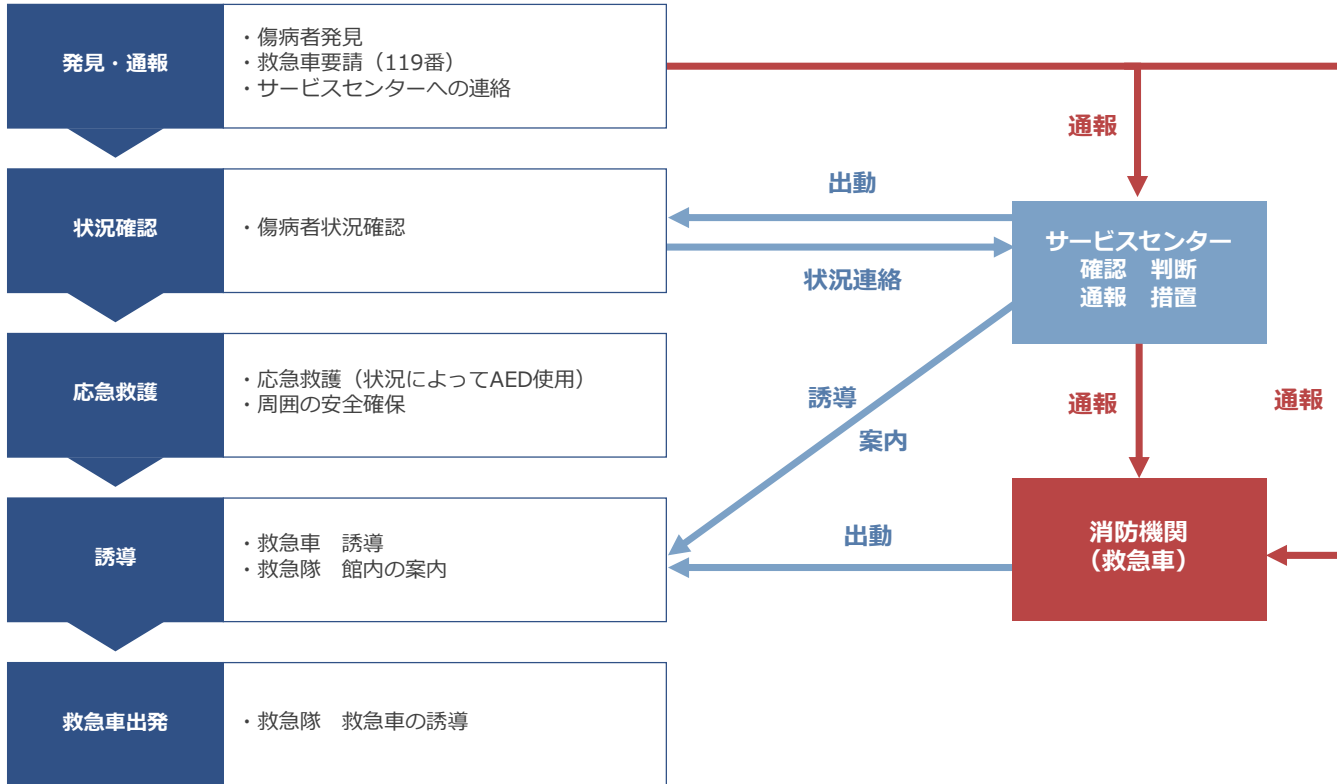 発見・通報
・傷病者発見
・救急車要請（119番）
・サービスセンターへの連絡
通報
状況確認
・傷病者状況確認
出動
状況連絡
サービスセンター
確認　判断
通報　措置
応急救護
・応急救護（状況によってAED使用）
・周囲の安全確保
誘導
案内
通報
通報
誘導
・救急車　誘導
・救急隊　館内の案内
出動
消防機関
（救急車）
救急車出発
・救急隊　救急車の誘導